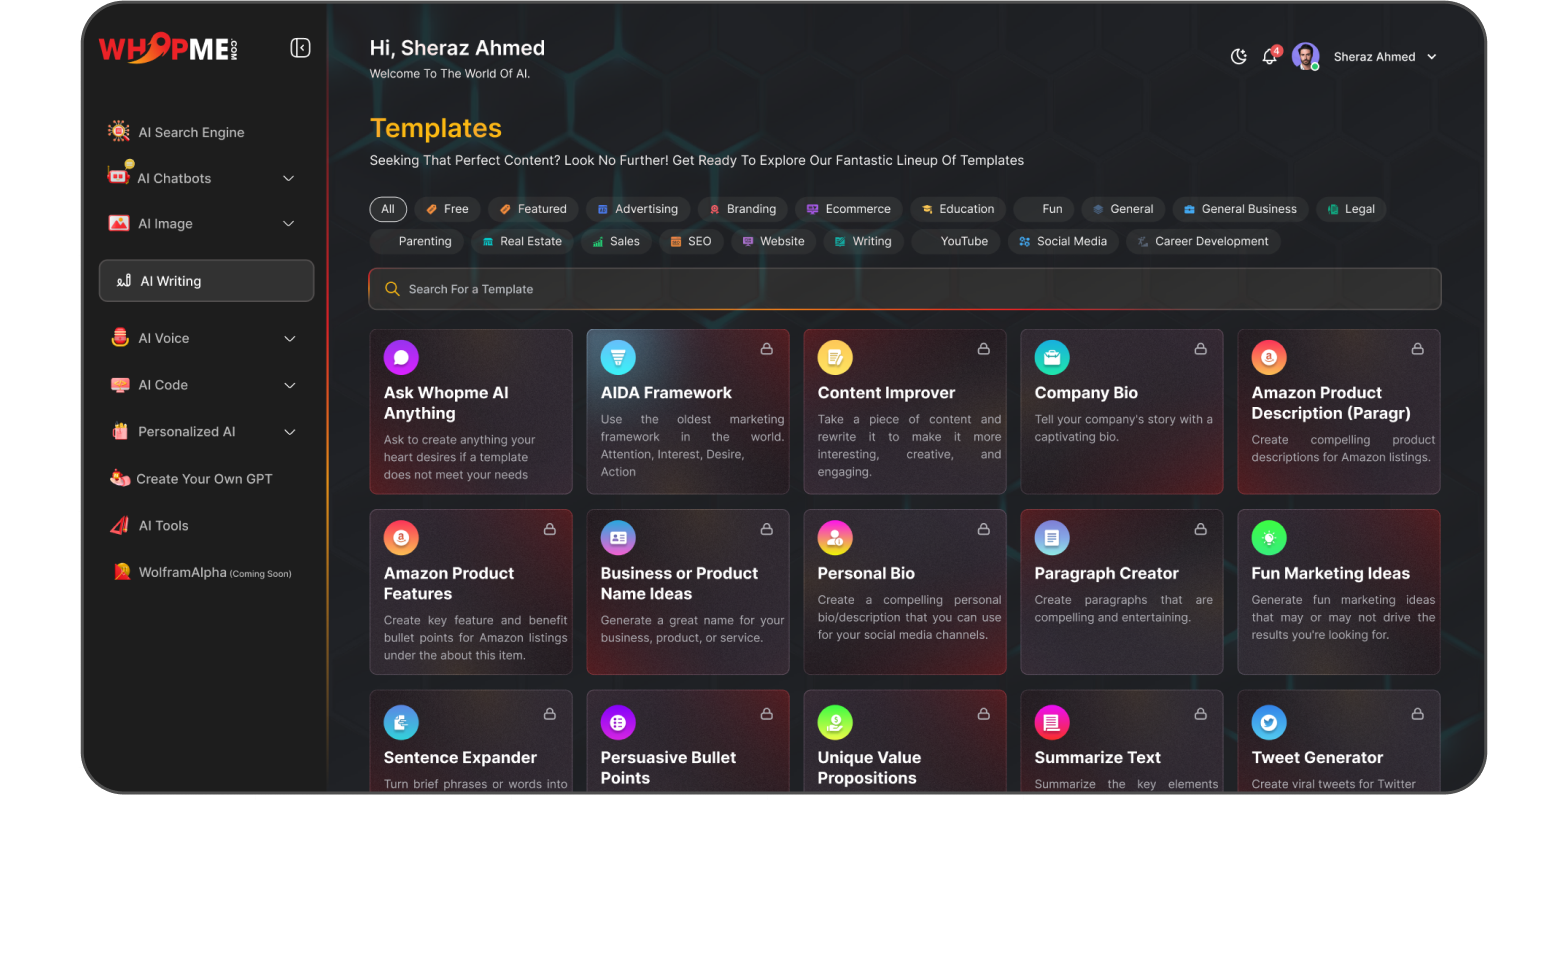 WHOPME.COM
Hi, Sheraz Ahmed
Welcome To The World Of AI.
4
Sheraz Ahmed
AI Search Engine
AI Chatbots
AI Image
AI Writing
AI Voice
AI Code
Personalized AI
Create Your Own GPT
AI Tools
WolframAlpha (Coming Soon)
Templates
Seeking That Perfect Content? Look No Further! Get Ready To Explore Our Fantastic Lineup Of Templates
All Free Featured Advertising Branding Ecommerce Education Fun General General Business Legal
Parenting Real Estate Sales SEO Website Writing YouTube Social Media Career Development
Search For a Template
Ask Whopme AI
Anything
Ask to create anything your
heart desires if a template
does not meet your needs
AIDA Framework
Use the oldest marketing
framework in the world.
Attention, Interest, Desire,
Action
Content Improver
Take a piece of content and
rewrite it to make it more
interesting, creative, and
engaging.
Company Bio
Tell your company's story with a
captivating bio.
Amazon Product
Description (Paragr)
Create compelling product
descriptions for Amazon listings.
Amazon Product
Features
Create key feature and benefit
bullet points for Amazon listings
under the about this item.
Business or Product
Name Ideas
Generate a great name for your
business, product, or service.
Personal Bio
Create a compelling personal
bio/description that you can use
for your social media channels.
Paragraph Creator
Create paragraphs that are
compelling and entertaining.
Fun Marketing Ideas
Generate fun marketing ideas
that may or may not drive the
results you're looking for.
Sentence Expander
Turn brief phrases or words into
Persuasive Bullet
Points
Unique Value
Propositions
Summarize Text
Summarize the key elements
Tweet Generator
Create viral tweets for Twitter